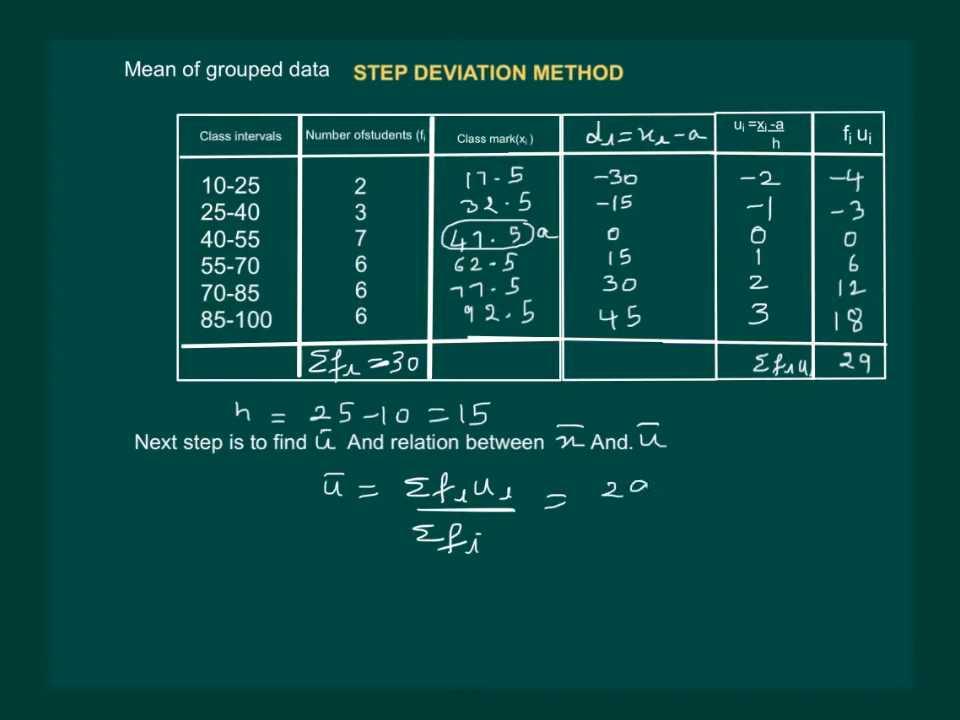 Mean of grouped data STEP DEVIATION METHOD
Class intervals Number ofstudents (fi Class mark(xi ) di = xi - a ui =xi -a / h fi ui
10-25 2 17.5 -30 -2 -4
25-40 3 32.5 -15 -1 -3
40-55 7 47.5 a 0 0 0
55-70 6 62.5 15 1 6
70-85 6 77.5 30 2 12
85-100 6 92.5 45 3 18
Σfi = 30 Σfiui 29
h = 25-10 = 15
Next step is to find ū And relation between x̄ And. ū
ū = Σfiui / Σfi = 29